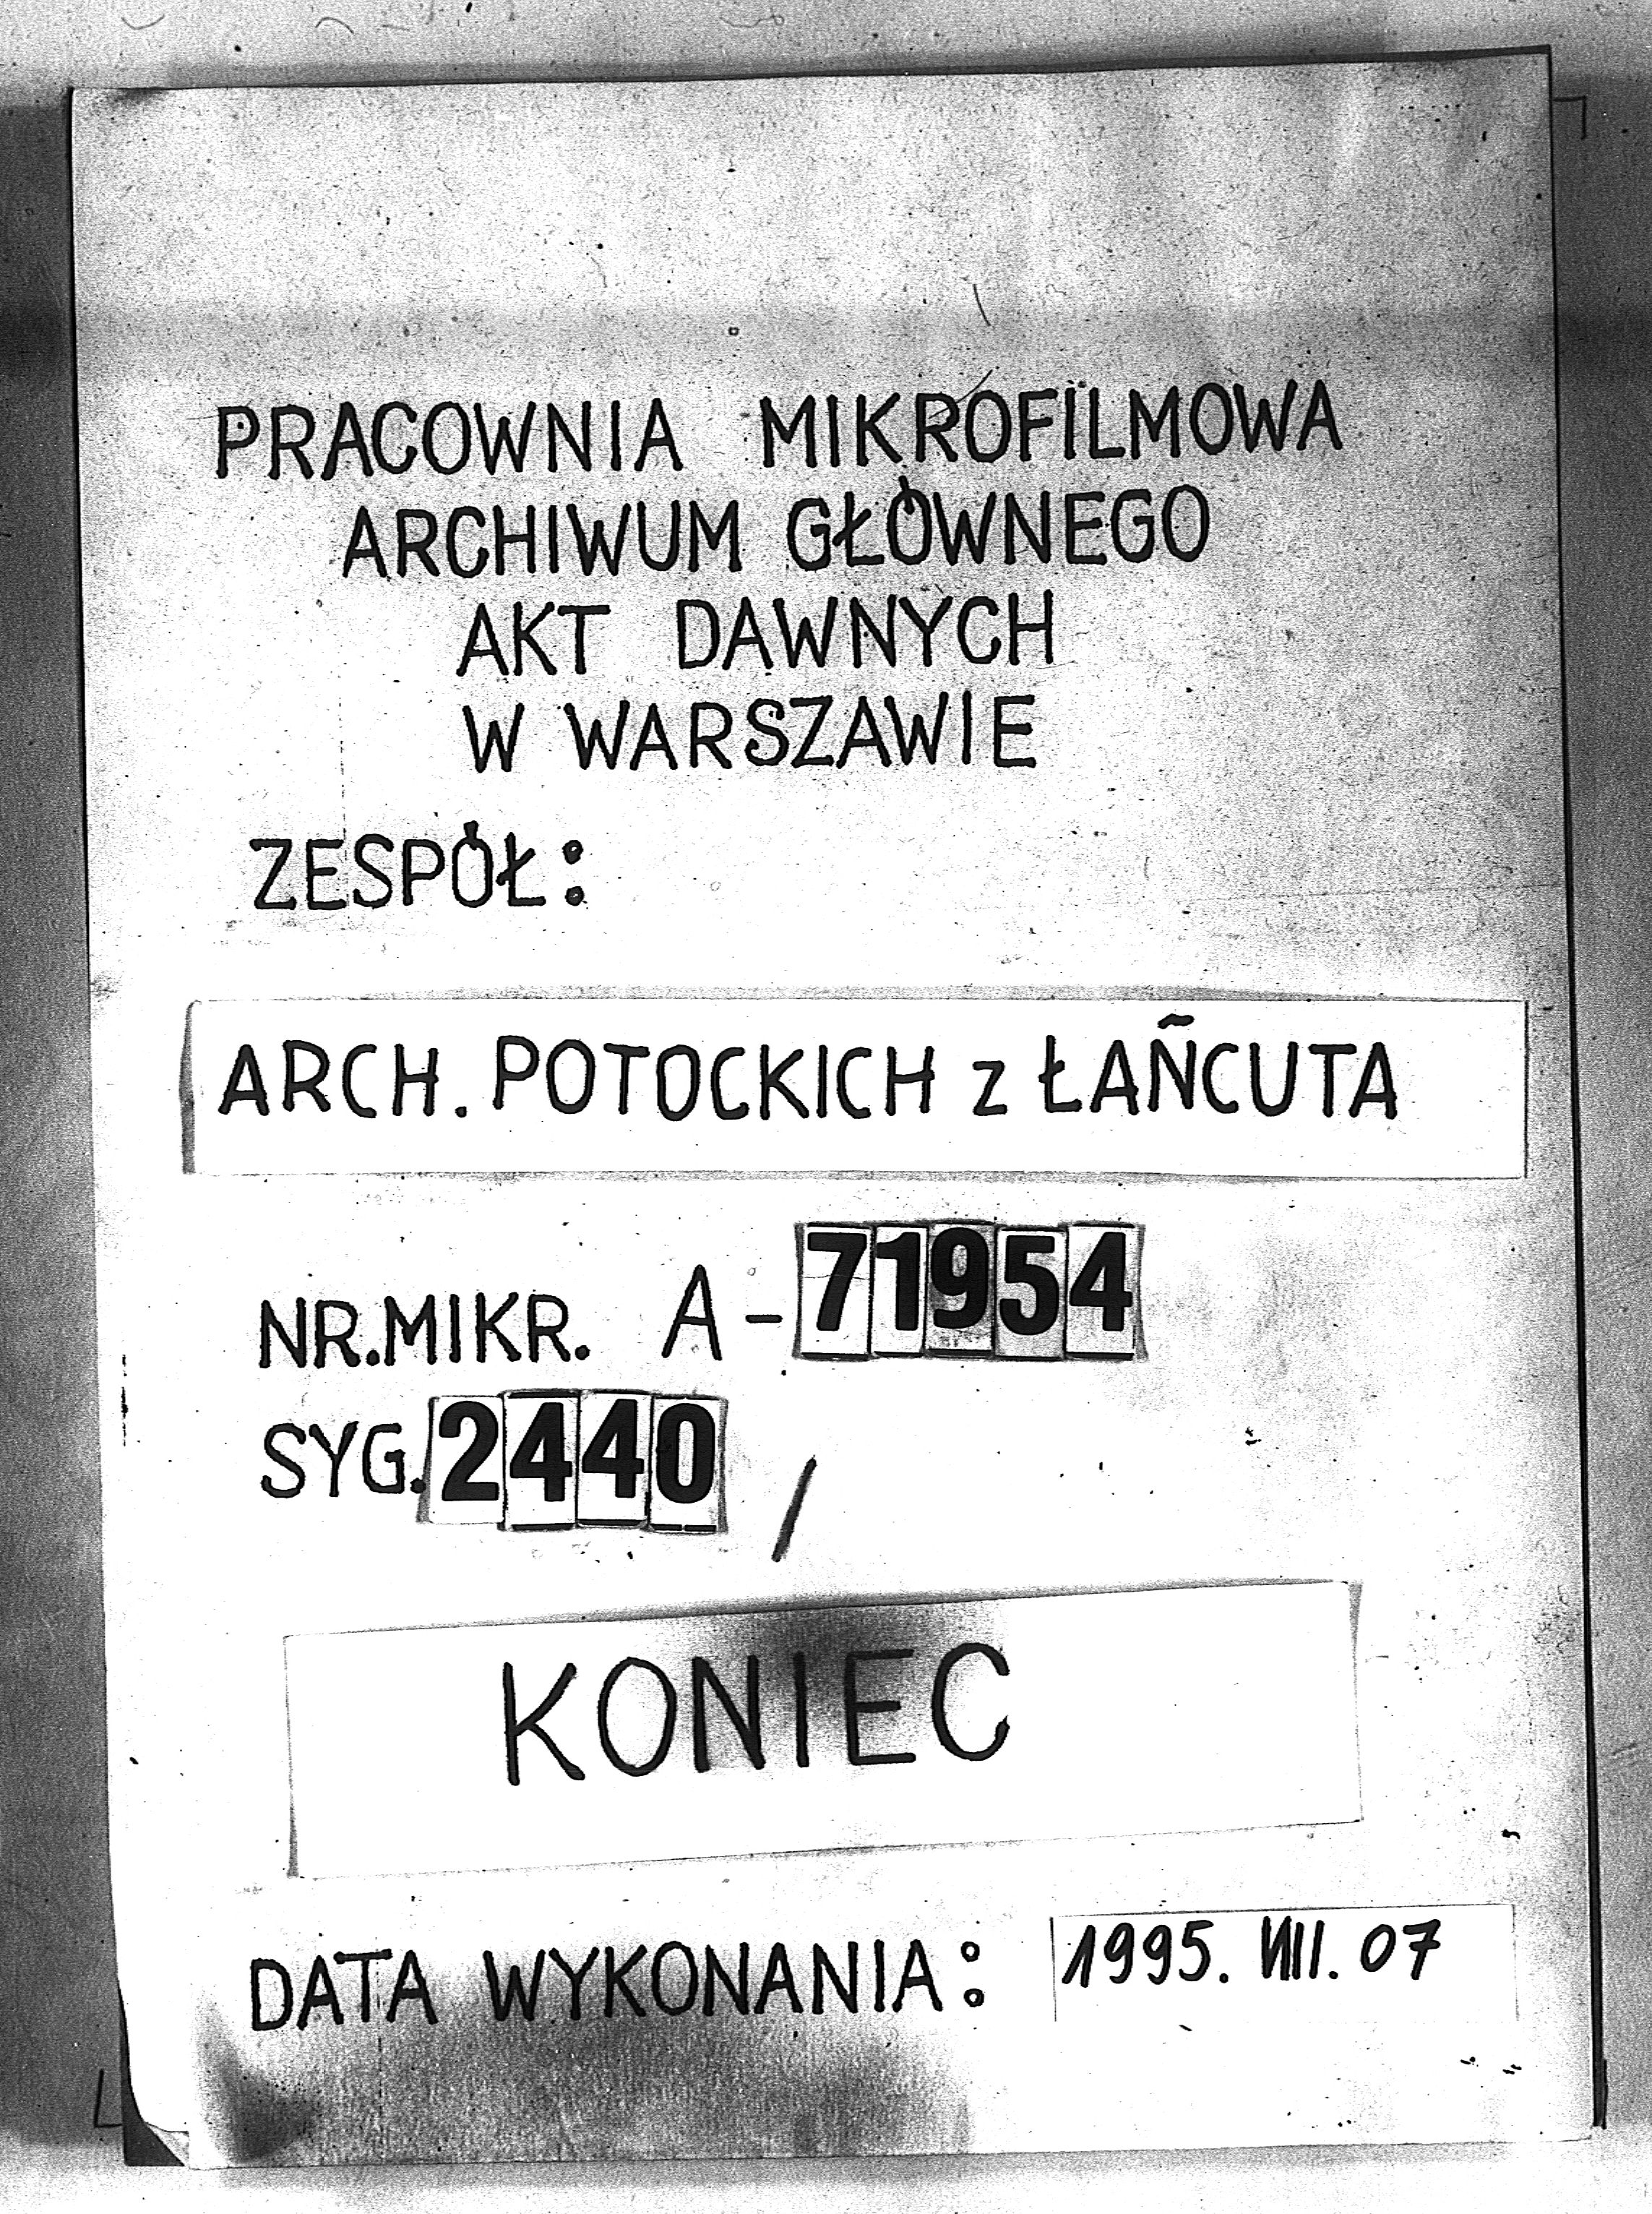 PRACOWNIA MIKROFILMOWA
ARCHIWUM GŁÓWNEGO
AKT DAWNYCH
W WARSZAWIE
ZESPÓŁ:
ARCH. POTOCKICH z ŁAŃCUTA
NR.MIKR. A-71954
SYG. 2440 /
KONIEC
DATA WYKONANIA: 1995. VIII. 07